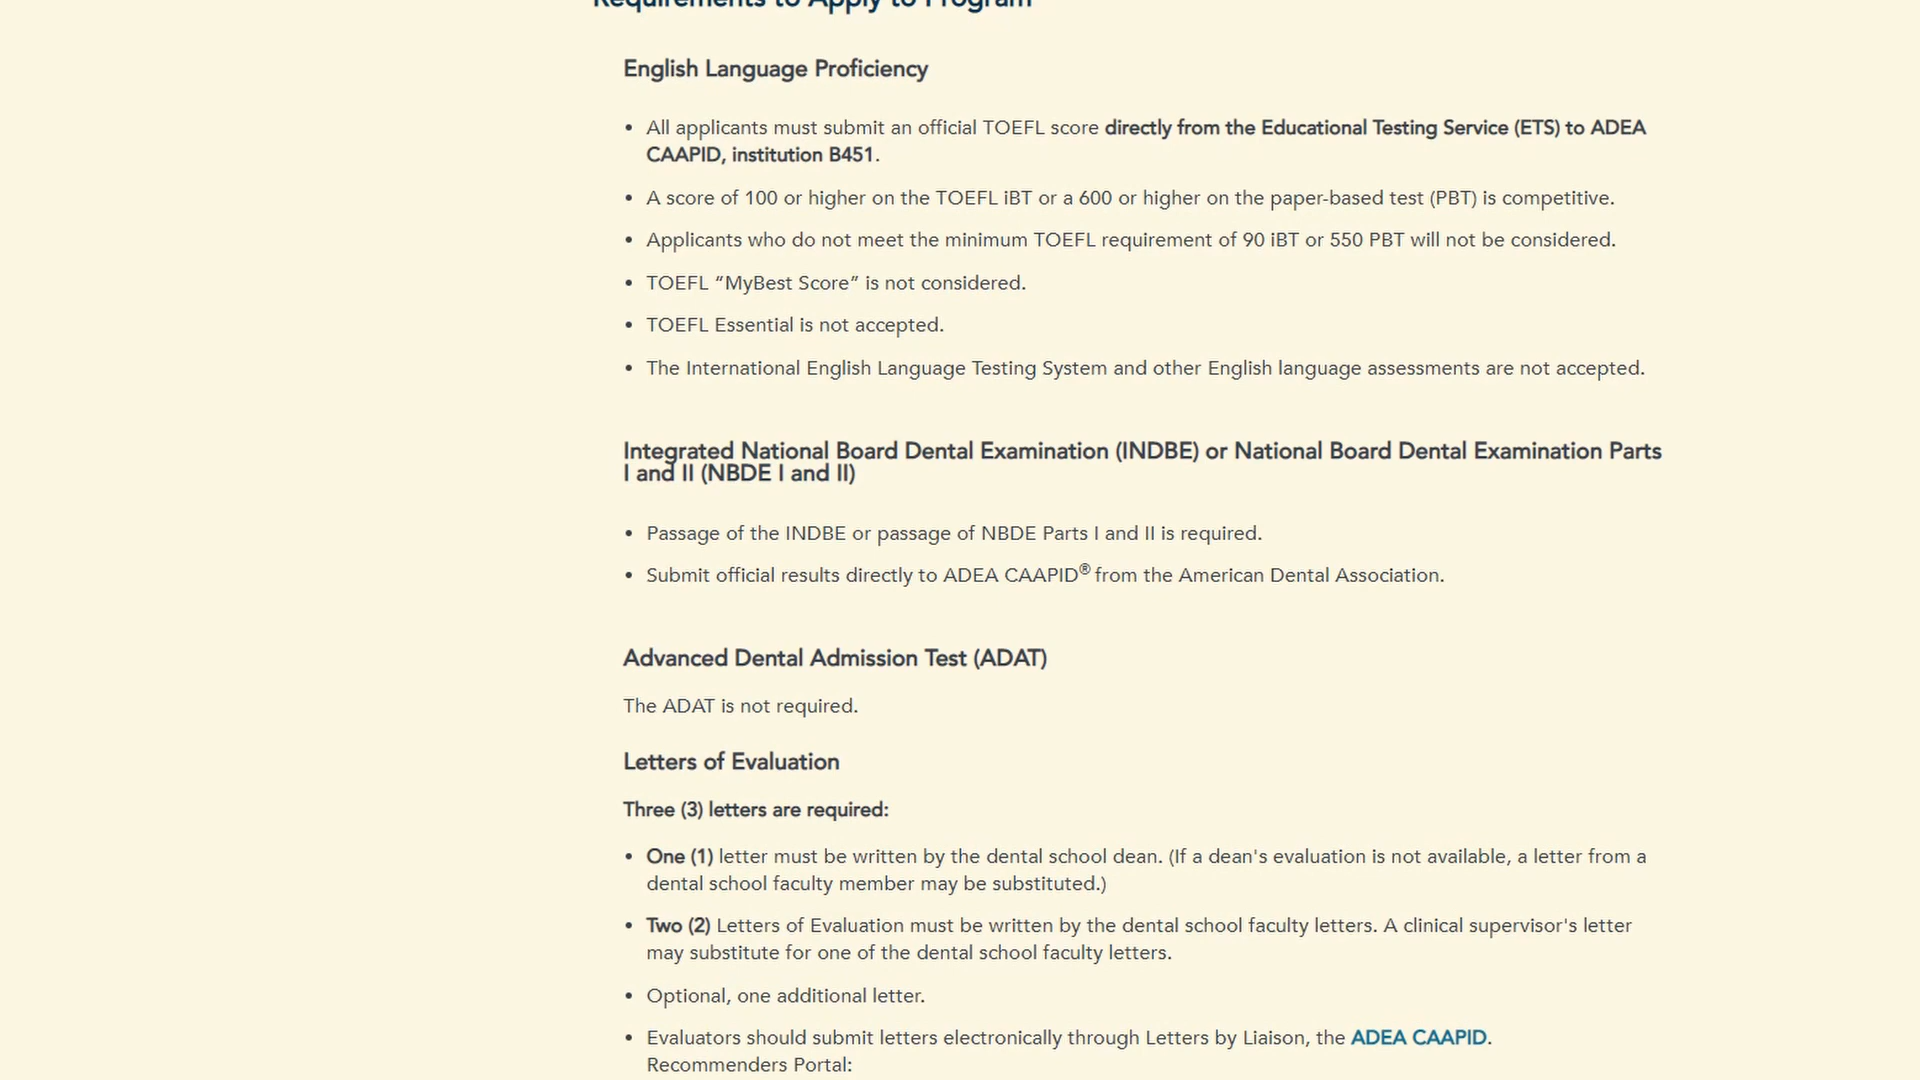 Requirements to Apply to Program
English Language Proficiency
• All applicants must submit an official TOEFL score directly from the Educational Testing Service (ETS) to ADEA
CAAPID, institution B451.
• A score of 100 or higher on the TOEFL iBT or a 600 or higher on the paper-based test (PBT) is competitive.
• Applicants who do not meet the minimum TOEFL requirement of 90 iBT or 550 PBT will not be considered.
• TOEFL “MyBest Score” is not considered.
• TOEFL Essential is not accepted.
• The International English Language Testing System and other English language assessments are not accepted.
Integrated National Board Dental Examination (INDBE) or National Board Dental Examination Parts
I and II (NBDE I and II)
• Passage of the INDBE or passage of NBDE Parts I and II is required.
• Submit official results directly to ADEA CAAPID® from the American Dental Association.
Advanced Dental Admission Test (ADAT)
The ADAT is not required.
Letters of Evaluation
Three (3) letters are required:
• One (1) letter must be written by the dental school dean. (If a dean's evaluation is not available, a letter from a
dental school faculty member may be substituted.)
• Two (2) Letters of Evaluation must be written by the dental school faculty letters. A clinical supervisor's letter
may substitute for one of the dental school faculty letters.
• Optional, one additional letter.
• Evaluators should submit letters electronically through Letters by Liaison, the ADEA CAAPID.
Recommenders Portal: